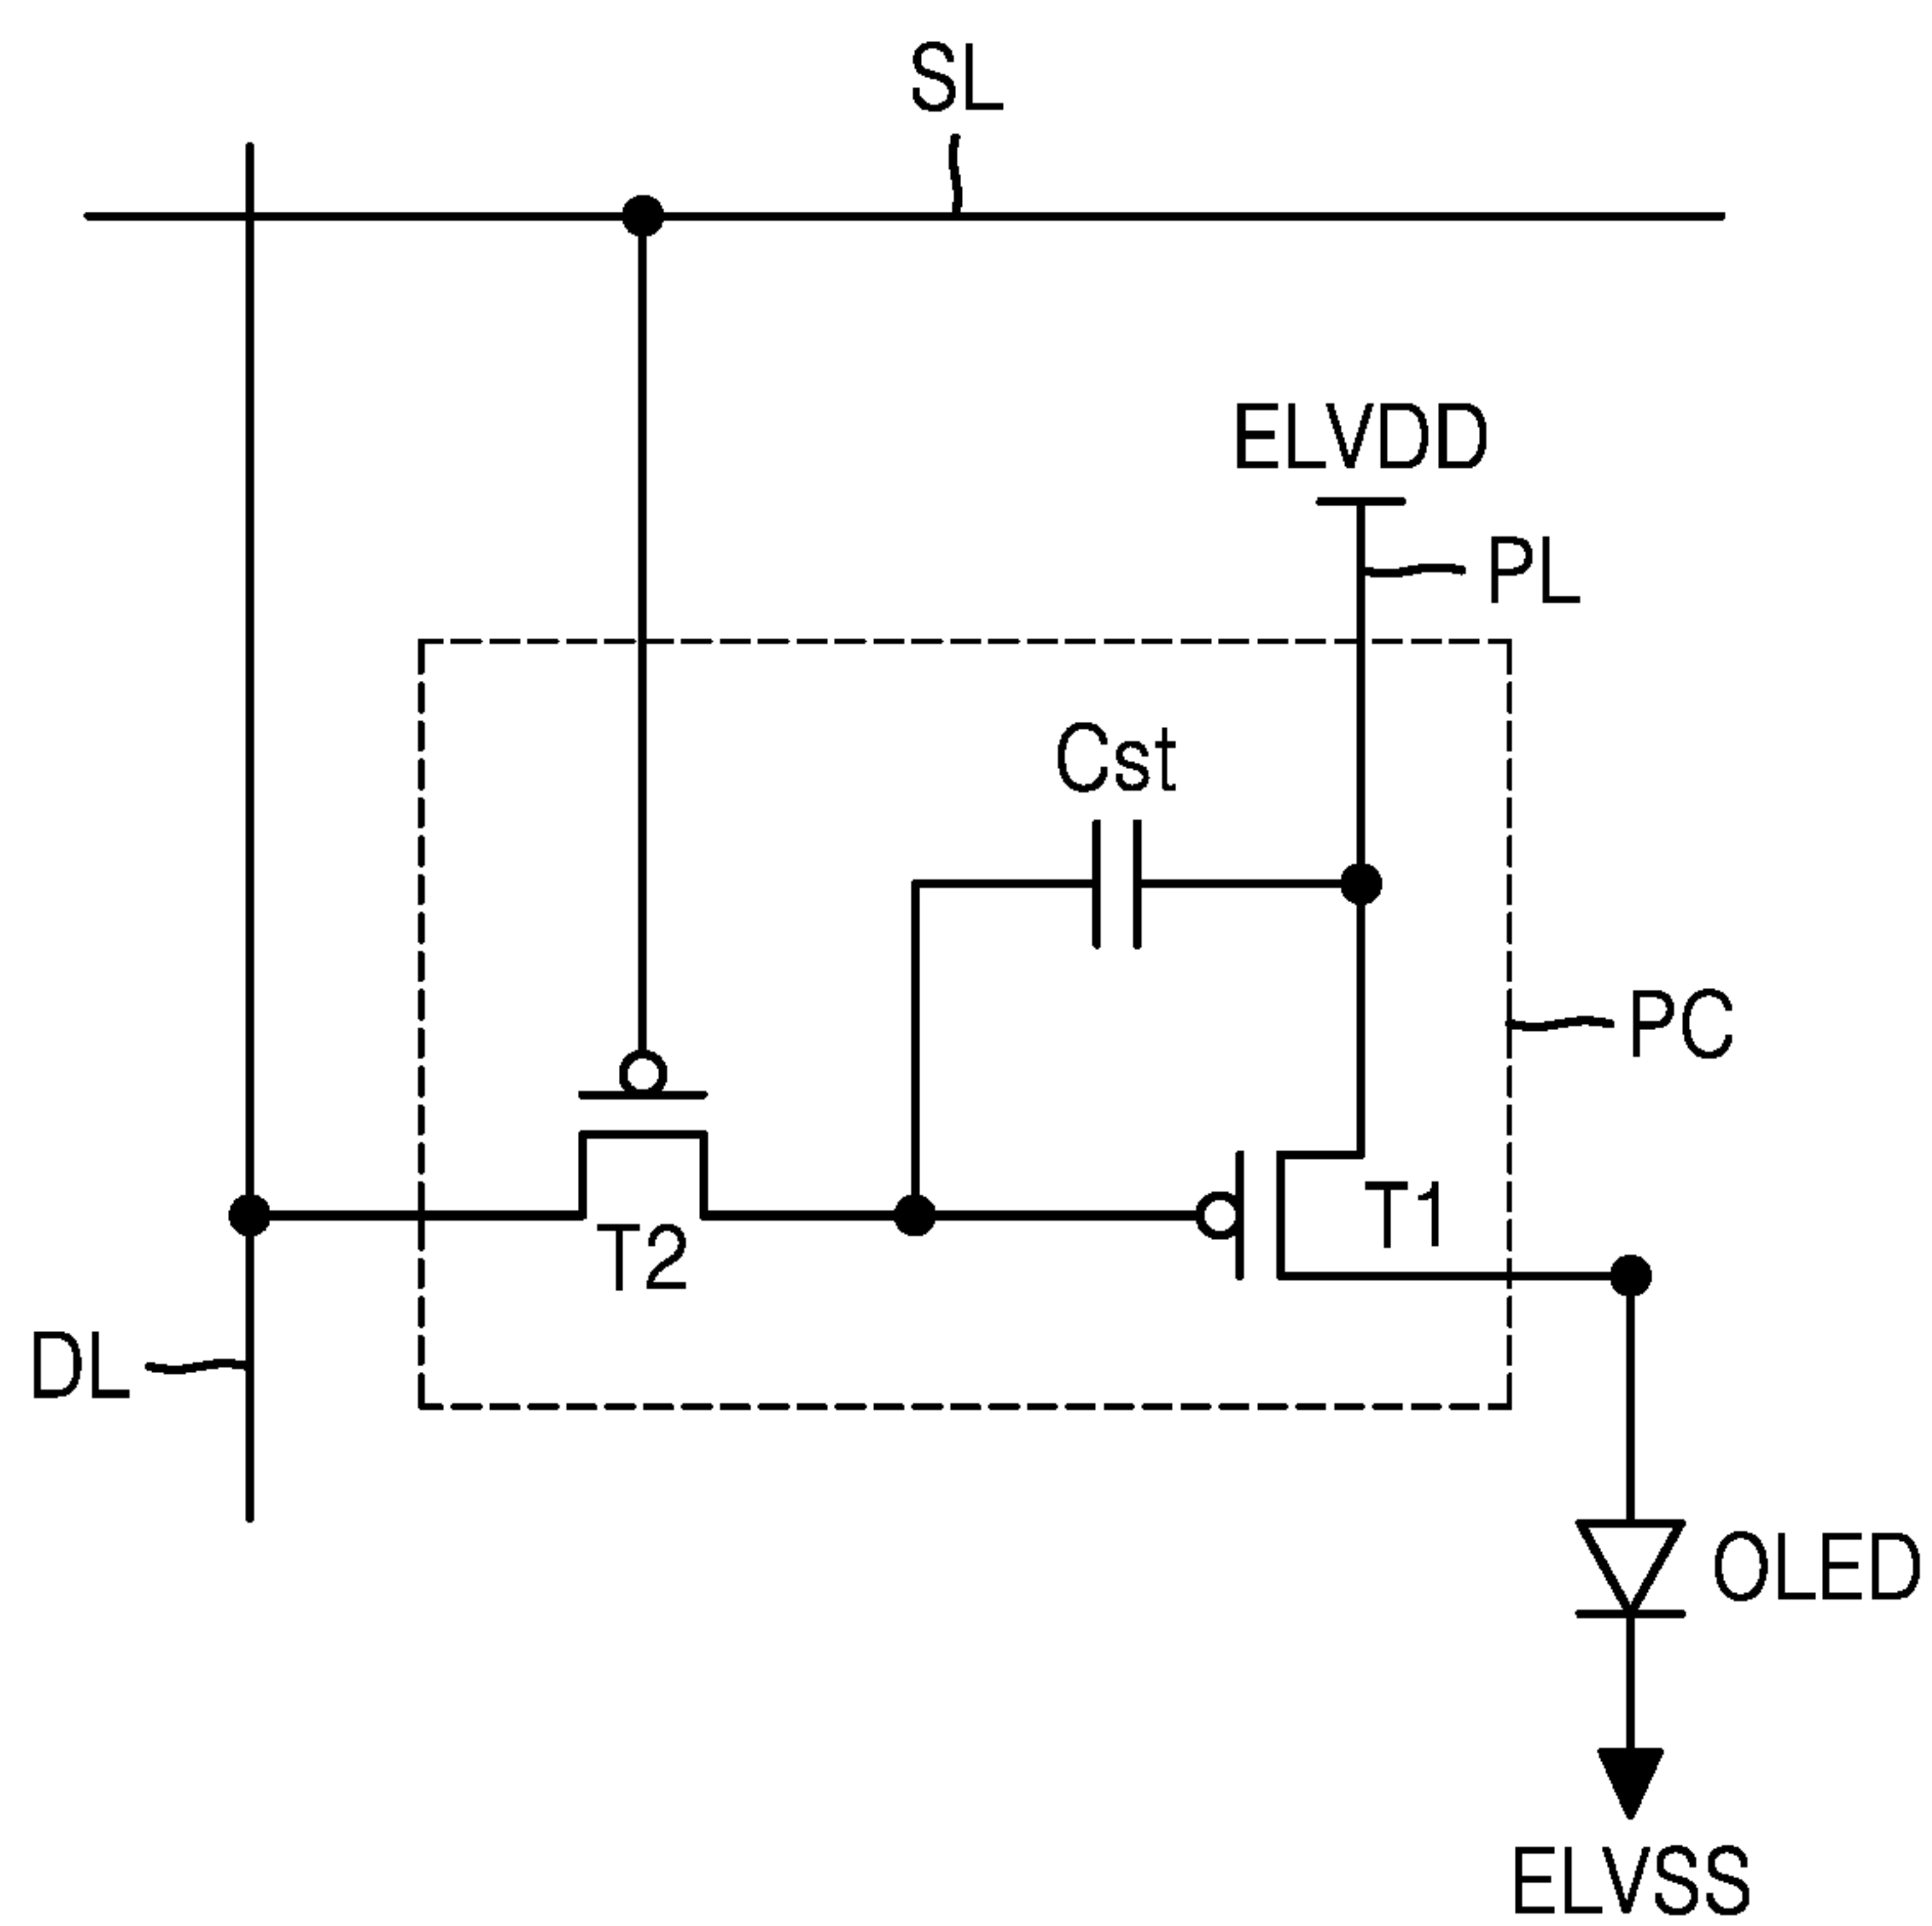 SL
ELVDD
PL
Cst
PC
T1
T2
DL
OLED
ELVSS